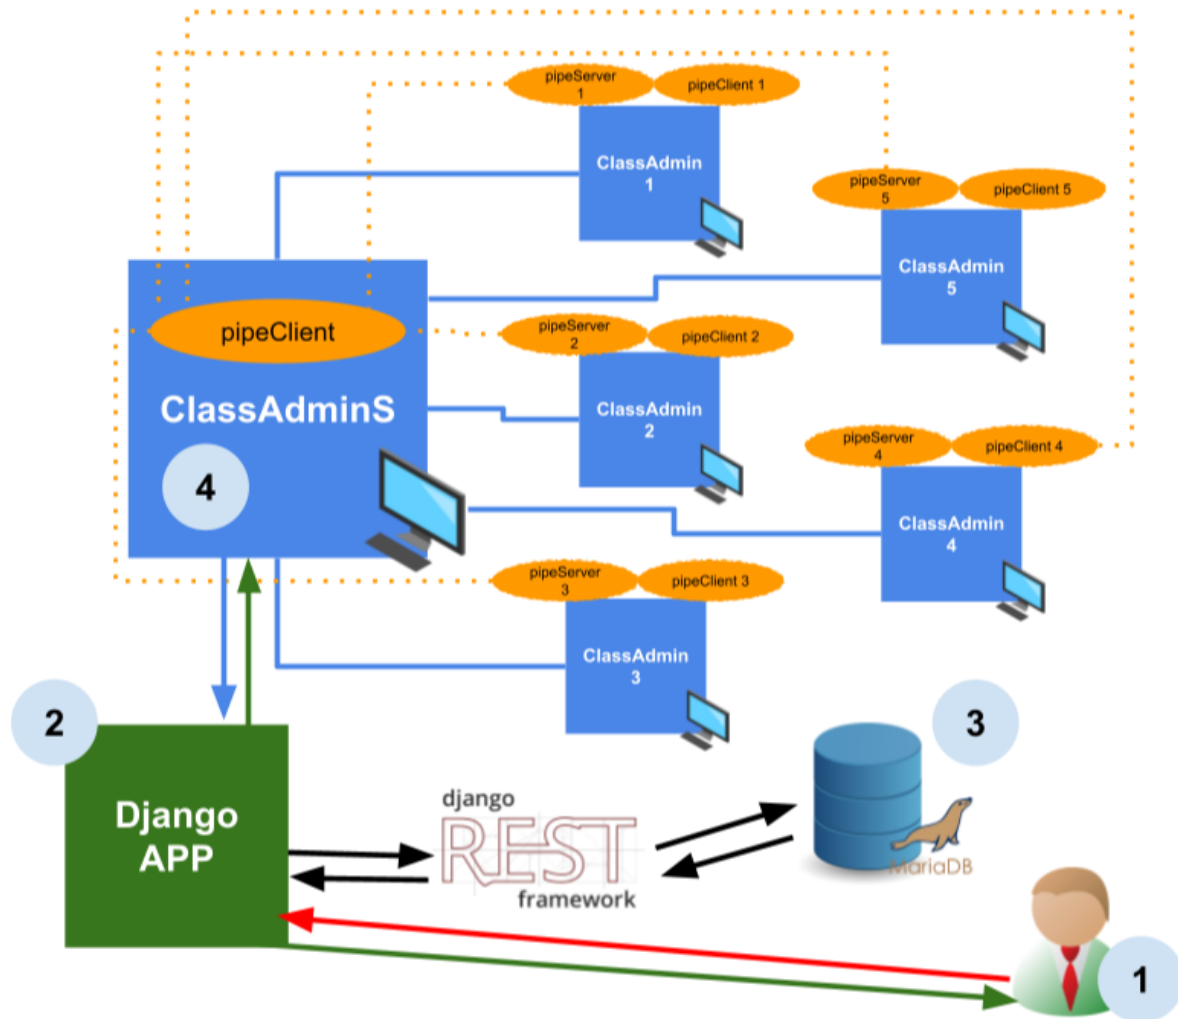 pipeServer
1
pipeClient 1
ClassAdmin
1
pipeServer
5
pipeClient 5
ClassAdmin
5
pipeClient
ClassAdminS
4
pipeServer
2
pipeClient 2
ClassAdmin
2
pipeServer
4
pipeClient 4
ClassAdmin
4
pipeServer
3
pipeClient 3
ClassAdmin
3
2
Django
APP
django
REST
framework
3
MariaDB
1